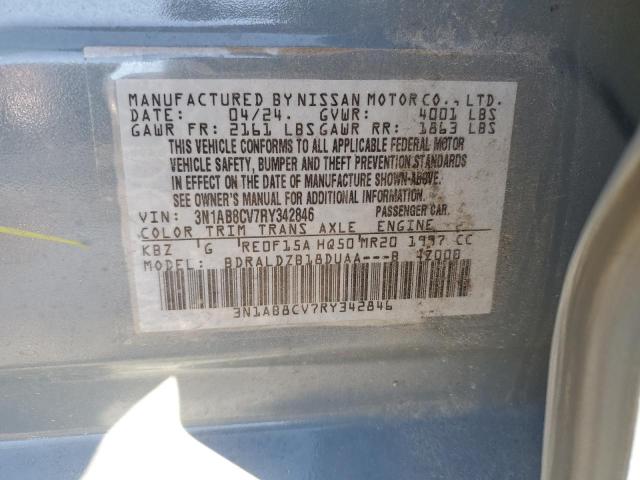 MANUFACTURED BY NISSAN MOTOR CO., LTD.
DATE: 04/24. GVWR: 4001 LBS
GAWR FR: 2161 LBS GAWR RR: 1863 LBS
THIS VEHICLE CONFORMS TO ALL APPLICABLE FEDERAL MOTOR
VEHICLE SAFETY, BUMPER AND THEFT PREVENTION STANDARDS
IN EFFECT ON THE DATE OF MANUFACTURE SHOWN ABOVE.
SEE OWNER'S MANUAL FOR ADDITIONAL INFORMATION.
VIN: 3N1AB8CV7RY342846 PASSENGER CAR.
COLOR TRIM TRANS AXLE ENGINE
KBZ G RE0F15A HQ50 MR20 1997 CC
MODEL: BDRALDZB18DUAA---B
3N1AB8CV7RY342846